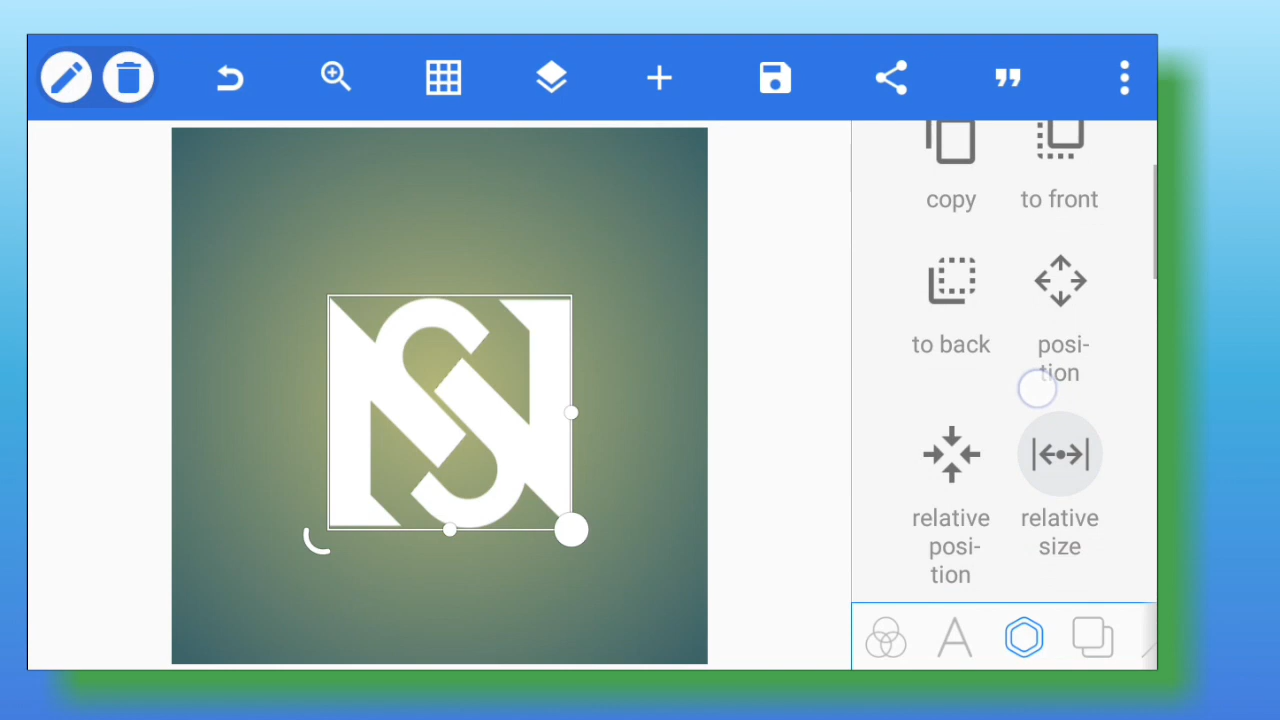 copy
to front
to back
posi-
tion
relative
posi-
tion
relative
size